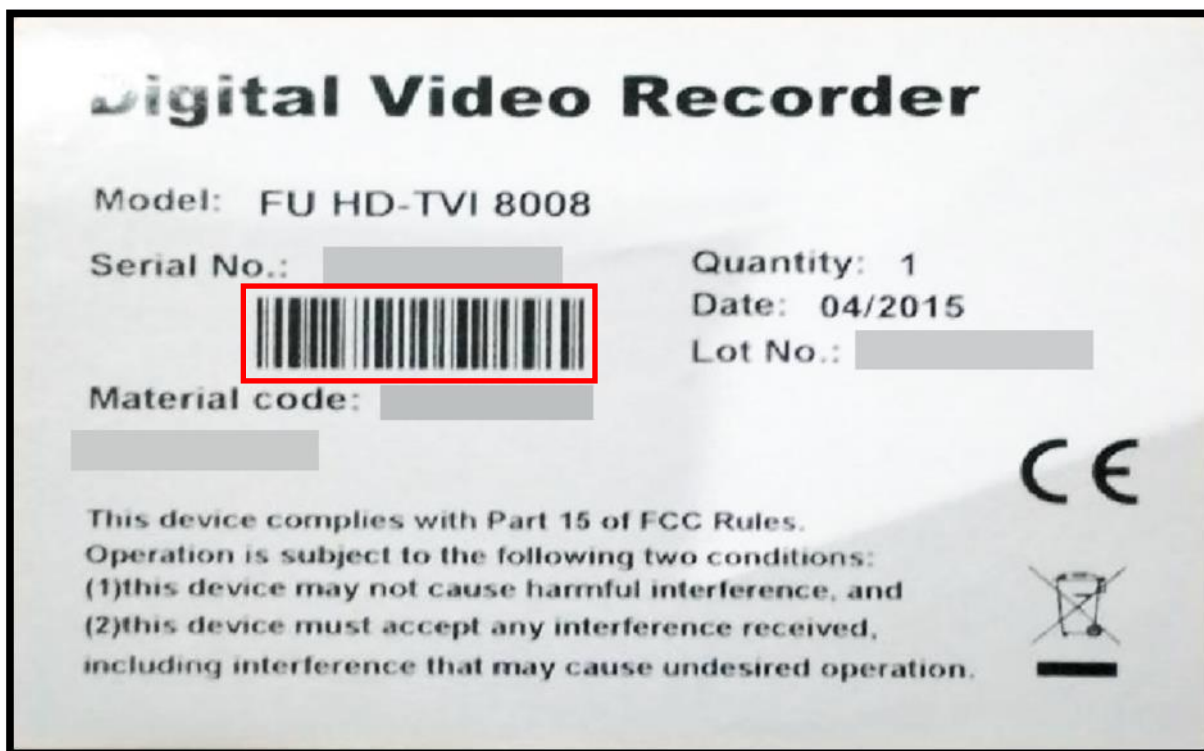 Digital Video Recorder
Model: FU HD-TVI 8008
Serial No.:
Quantity: 1
Date: 04/2015
Lot No.:
Material code:
CE
This device complies with Part 15 of FCC Rules.
Operation is subject to the following two conditions:
(1)this device may not cause harmful interference, and
(2)this device must accept any interference received,
including interference that may cause undesired operation.